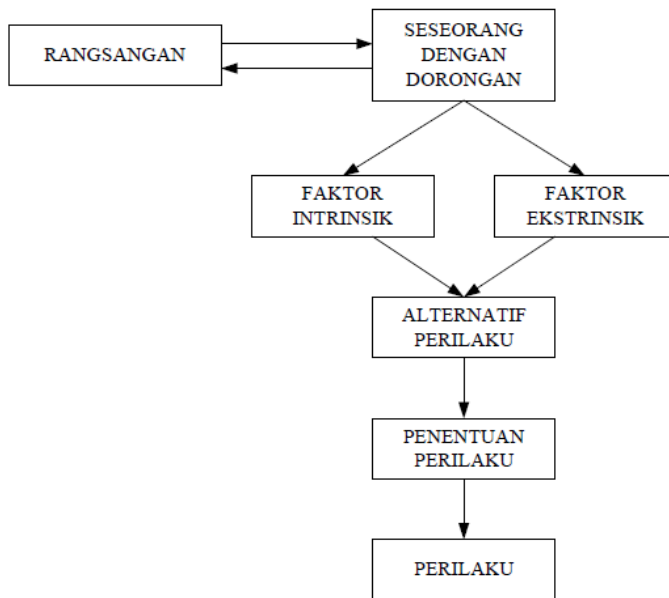 RANGSANGAN
SESEORANG
DENGAN
DORONGAN
FAKTOR
INTRINSIK
FAKTOR
EKSTRINSIK
ALTERNATIF
PERILAKU
PENENTUAN
PERILAKU
PERILAKU